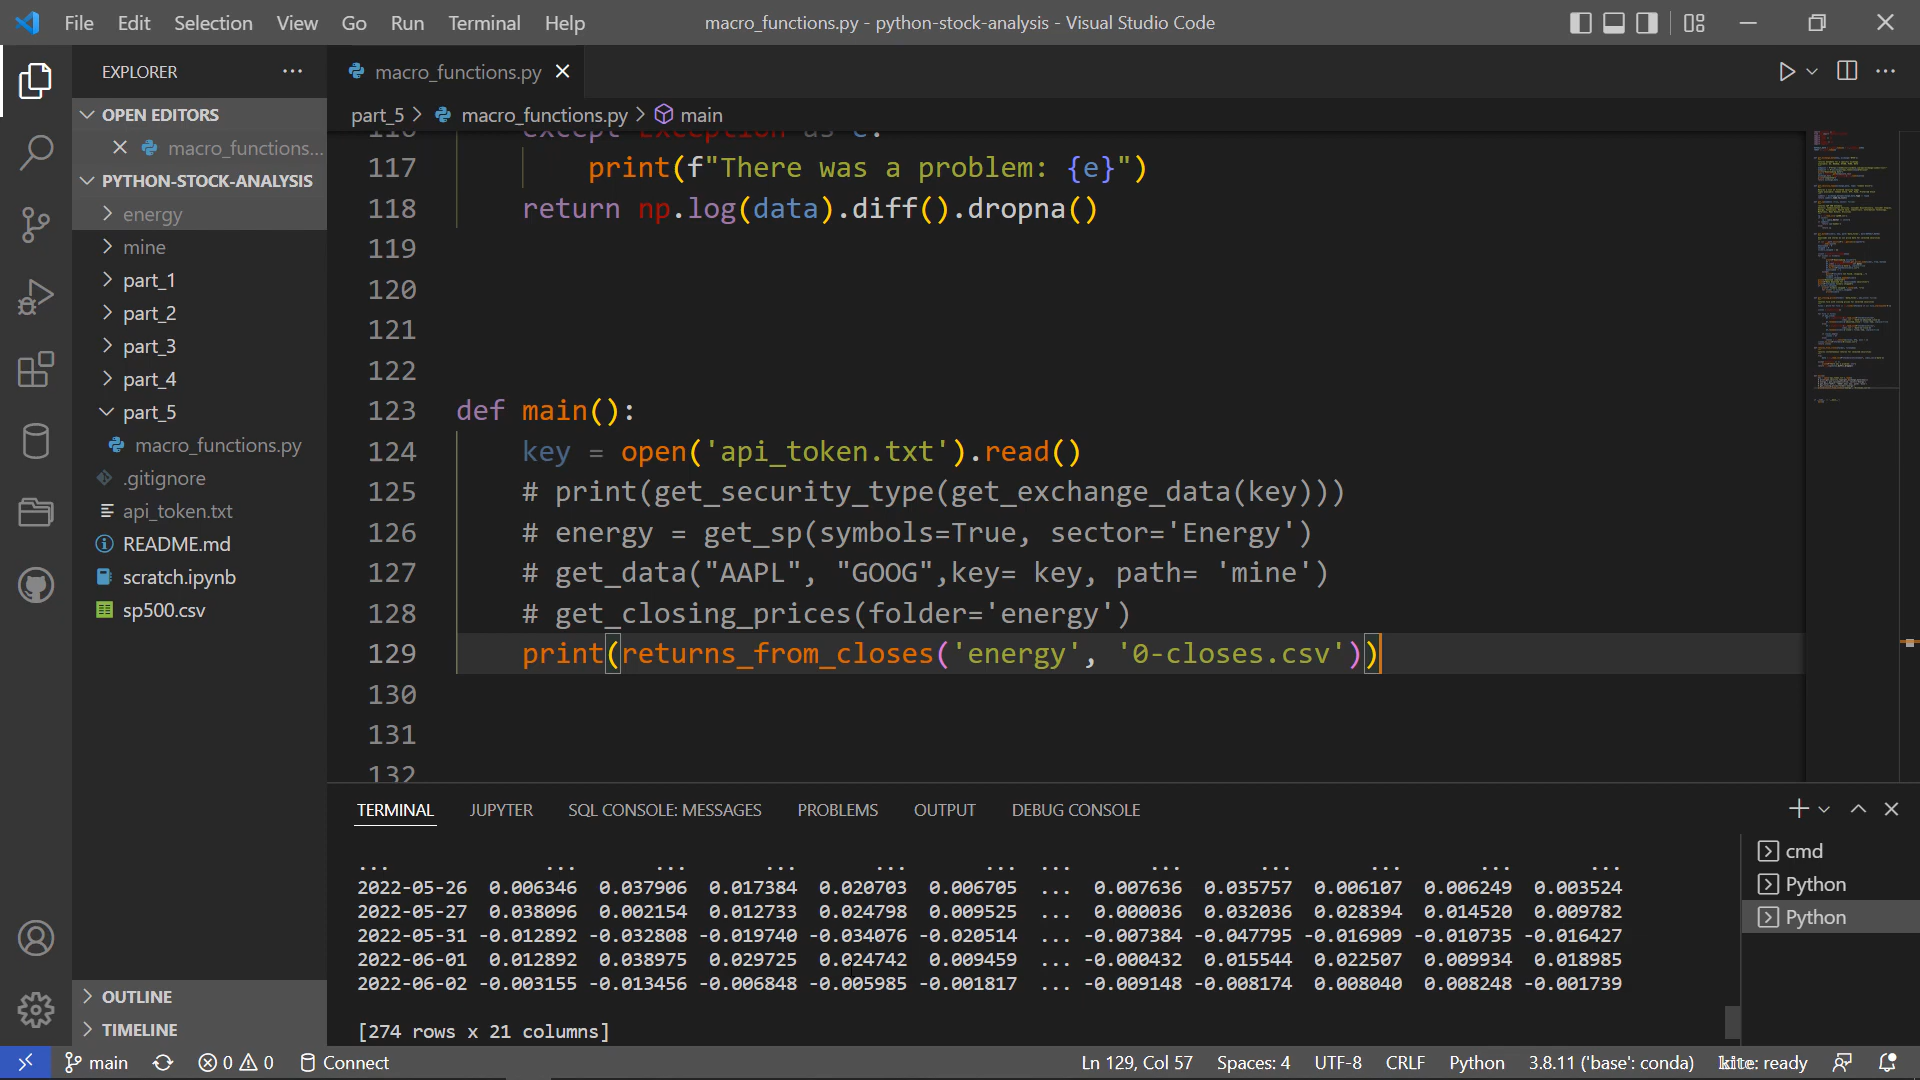 File Edit Selection View Go Run Terminal Help macro_functions.py - python-stock-analysis - Visual Studio Code
EXPLORER
OPEN EDITORS
macro_functions...
PYTHON-STOCK-ANALYSIS
energy
mine
part_1
part_2
part_3
part_4
part_5
macro_functions.py
.gitignore
api_token.txt
README.md
scratch.ipynb
sp500.csv
OUTLINE
TIMELINE
macro_functions.py
part_5 > macro_functions.py > main
116 except Exception as e:
117 print(f"There was a problem: {e}")
118 return np.log(data).diff().dropna()
119
120
121
122
123 def main():
124 key = open('api_token.txt').read()
125 # print(get_security_type(get_exchange_data(key)))
126 # energy = get_sp(symbols=True, sector='Energy')
127 # get_data("AAPL", "GOOG",key= key, path= 'mine')
128 # get_closing_prices(folder='energy')
129 print(returns_from_closes('energy', '0-closes.csv'))
130
131
132
TERMINAL JUPYTER SQL CONSOLE: MESSAGES PROBLEMS OUTPUT DEBUG CONSOLE
... ... ... ... ... ... ... ... ... ... ... ...
2022-05-26 0.006346 0.037906 0.017384 0.020703 0.006705 ... 0.007636 0.035757 0.006107 0.006249 0.003524
2022-05-27 0.038096 0.002154 0.012733 0.024798 0.009525 ... 0.000036 0.032036 0.028394 0.014520 0.009782
2022-05-31 -0.012892 -0.032808 -0.019740 -0.034076 -0.020514 ... -0.007384 -0.047795 -0.016909 -0.010735 -0.016427
2022-06-01 0.012892 0.038975 0.029725 0.024742 0.009459 ... -0.000432 0.015544 0.022507 0.009934 0.018985
2022-06-02 -0.003155 -0.013456 -0.006848 -0.005985 -0.001817 ... -0.009148 -0.008174 0.008040 0.008248 -0.001739
[274 rows x 21 columns]
cmd
Python
Python
main 0 0 Connect Ln 129, Col 57 Spaces: 4 UTF-8 CRLF Python 3.8.11 ('base': conda) kite: ready